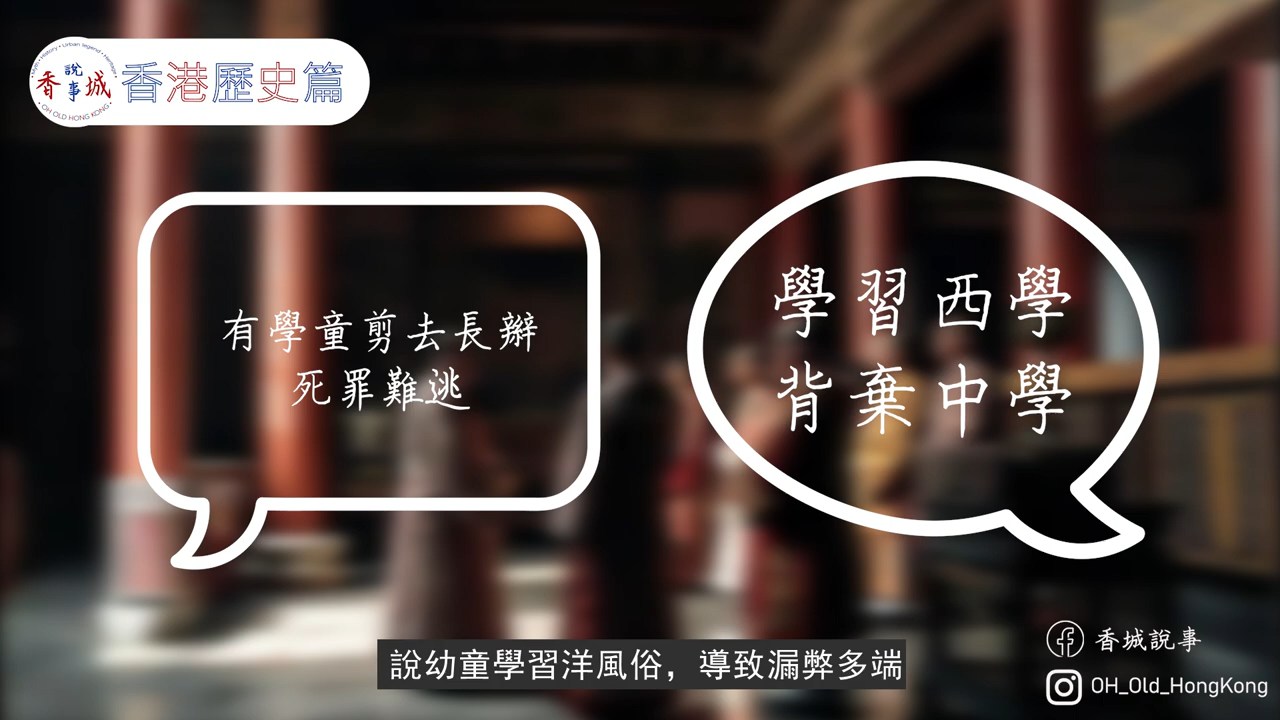 香城說事
OH OLD HONG KONG
香港歷史篇
有學童剪去長辮
死罪難逃
學習西學
背棄中學
說幼童學習洋風俗，導致漏弊多端
香城說事
OH_Old_HongKong